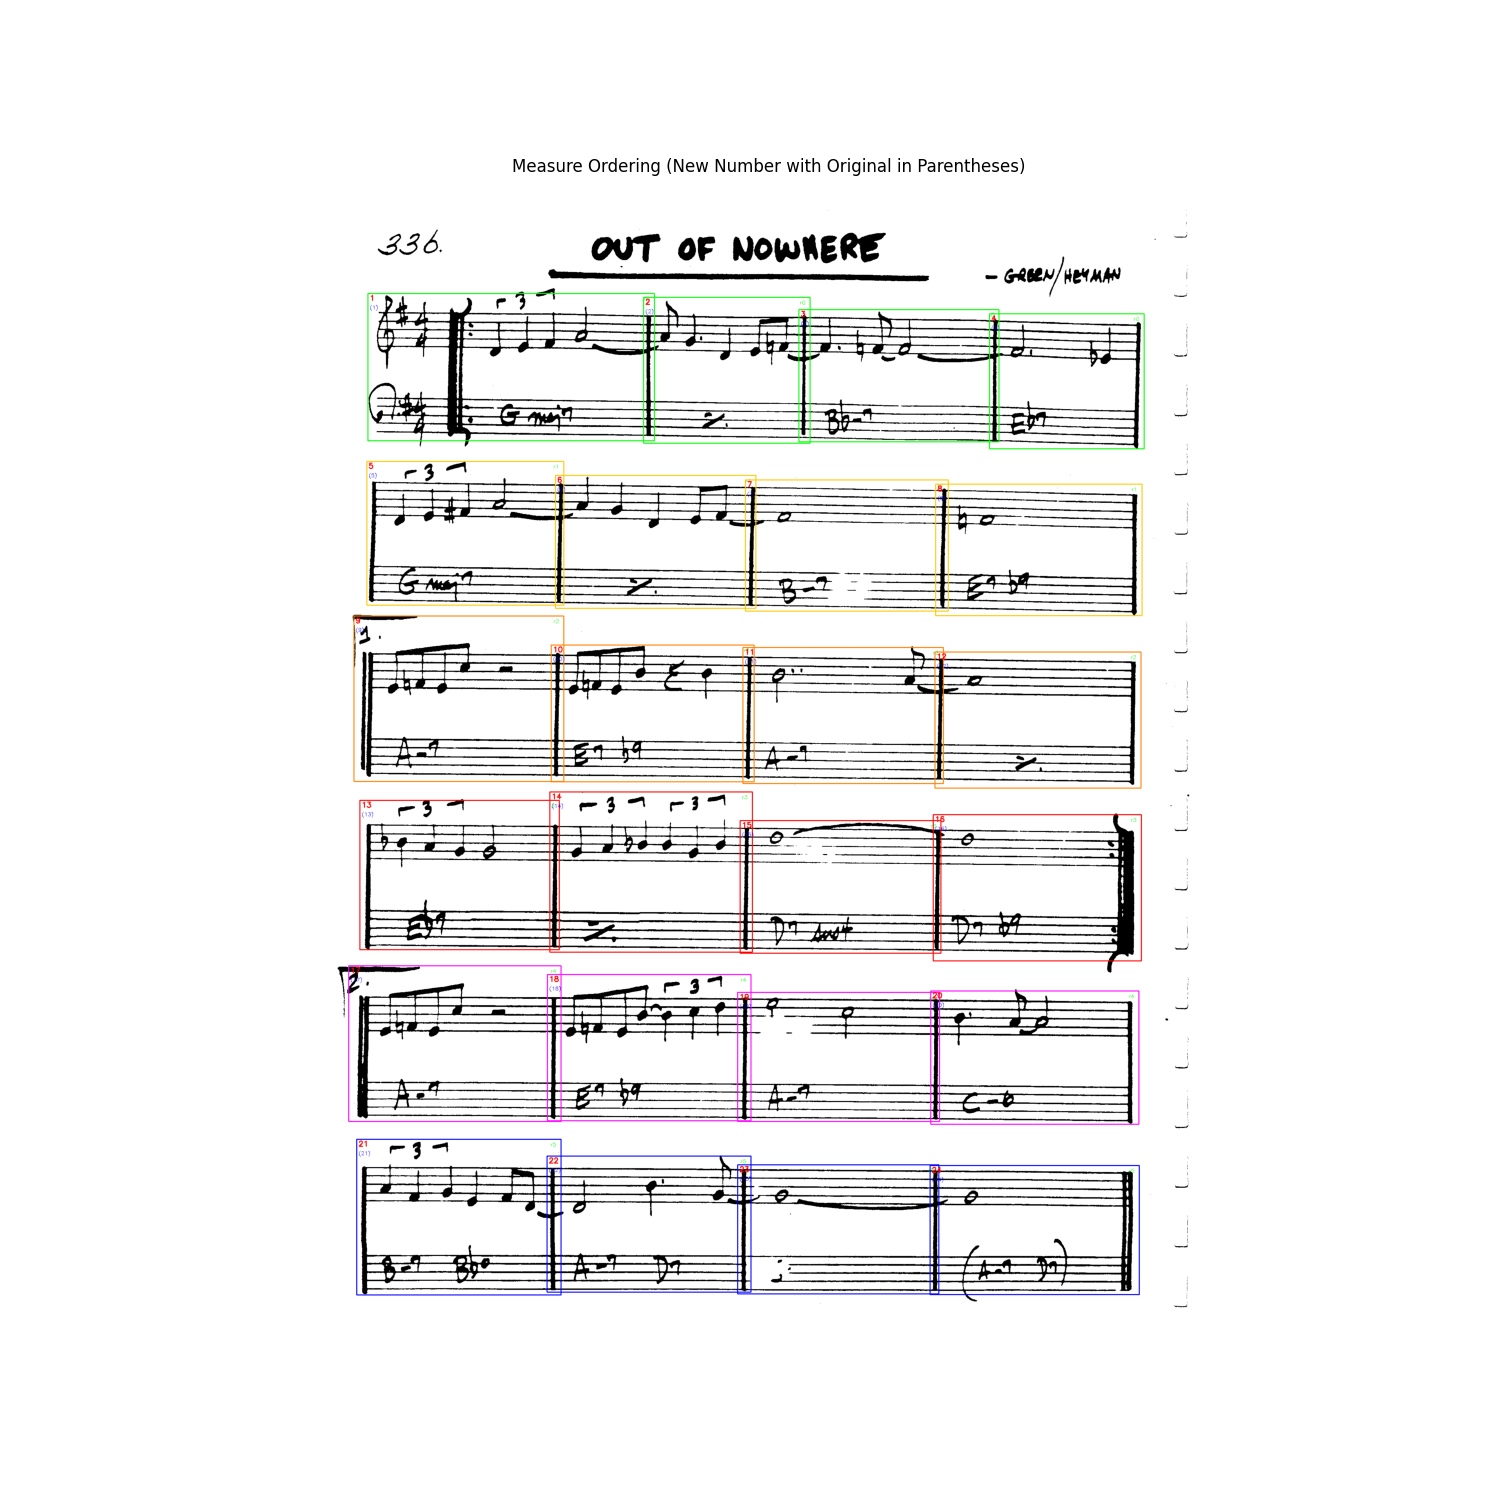 Measure Ordering (New Number with Original in Parentheses)
336.
OUT OF NOWHERE
- GREEN/HEYMAN
1 2 3 4
(1)
3
4 4
G maj7 Bb-7 Eb7
5 6 7 8
(5)
3
G maj7 B-7 E7 b9
9 10 11 12
1.
A-7 E7 b9 A-7
13 14 15 16
(13) (14)
3 3 3
Eb7 D7 sus4 D7 b9
17 18 19 20
(18)
2.
3
A-7 E7 b9 A-7 C-6
21 22 23 24
(21)
3
B-7 Bbo A-7 D7 (A-7 D7)